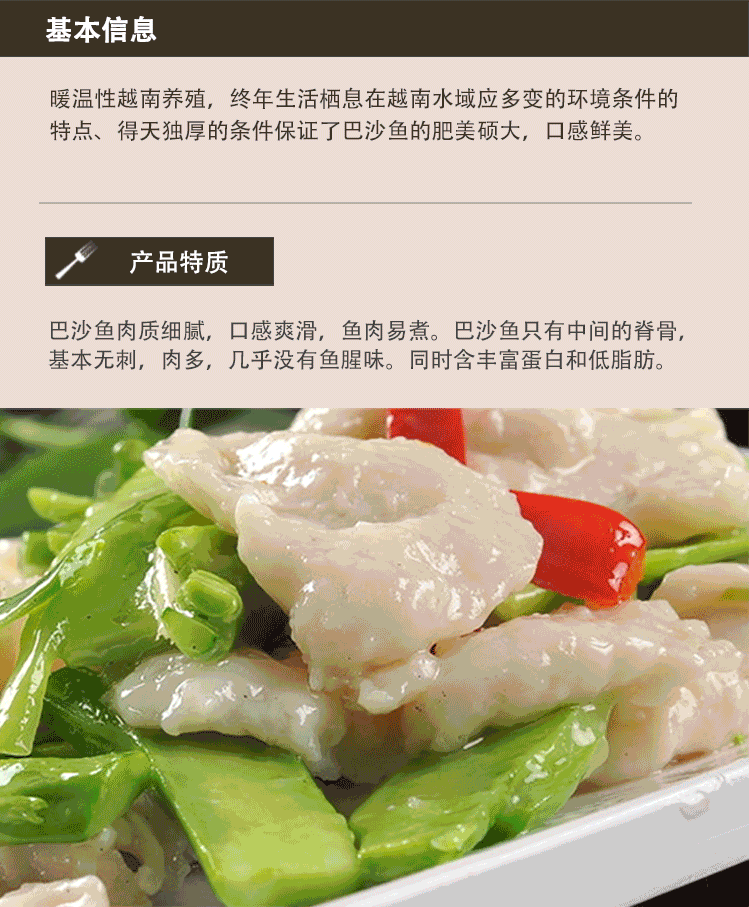 基本信息
暖温性越南养殖，终年生活栖息在越南水域应多变的环境条件的
特点、得天独厚的条件保证了巴沙鱼的肥美硕大，口感鲜美。
产品特质
巴沙鱼肉质细腻，口感爽滑，鱼肉易煮。巴沙鱼只有中间的脊骨，
基本无刺，肉多，几乎没有鱼腥味。同时含丰富蛋白和低脂肪。